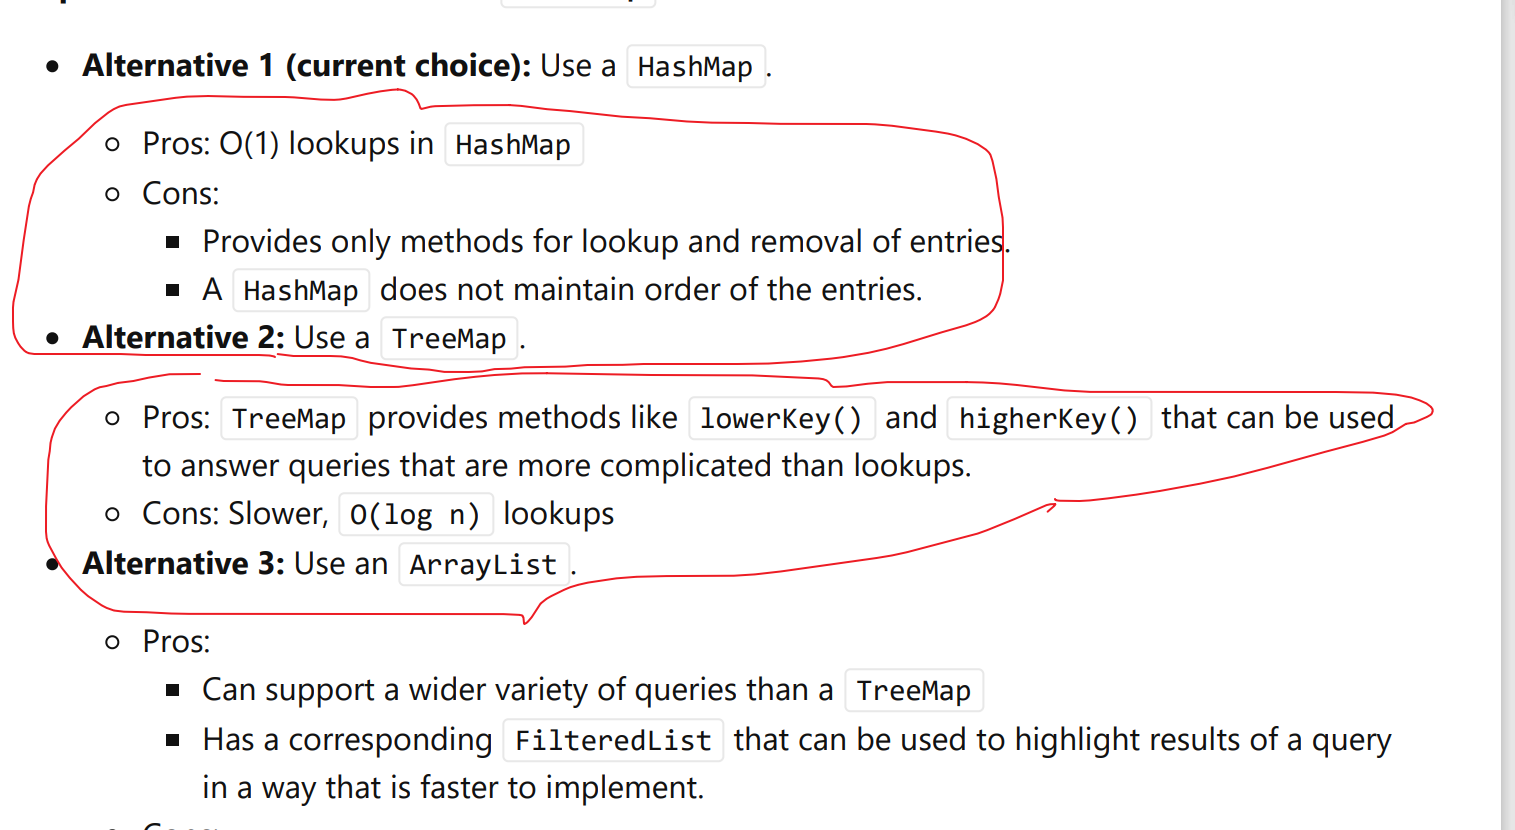 Alternative 1 (current choice): Use a HashMap.
Pros: O(1) lookups in HashMap
Cons:
Provides only methods for lookup and removal of entries.
A HashMap does not maintain order of the entries.
Alternative 2: Use a TreeMap.
Pros: TreeMap provides methods like lowerKey() and higherKey() that can be used
to answer queries that are more complicated than lookups.
Cons: Slower, O(log n) lookups
Alternative 3: Use an ArrayList.
Pros:
Can support a wider variety of queries than a TreeMap
Has a corresponding FilteredList that can be used to highlight results of a query
in a way that is faster to implement.